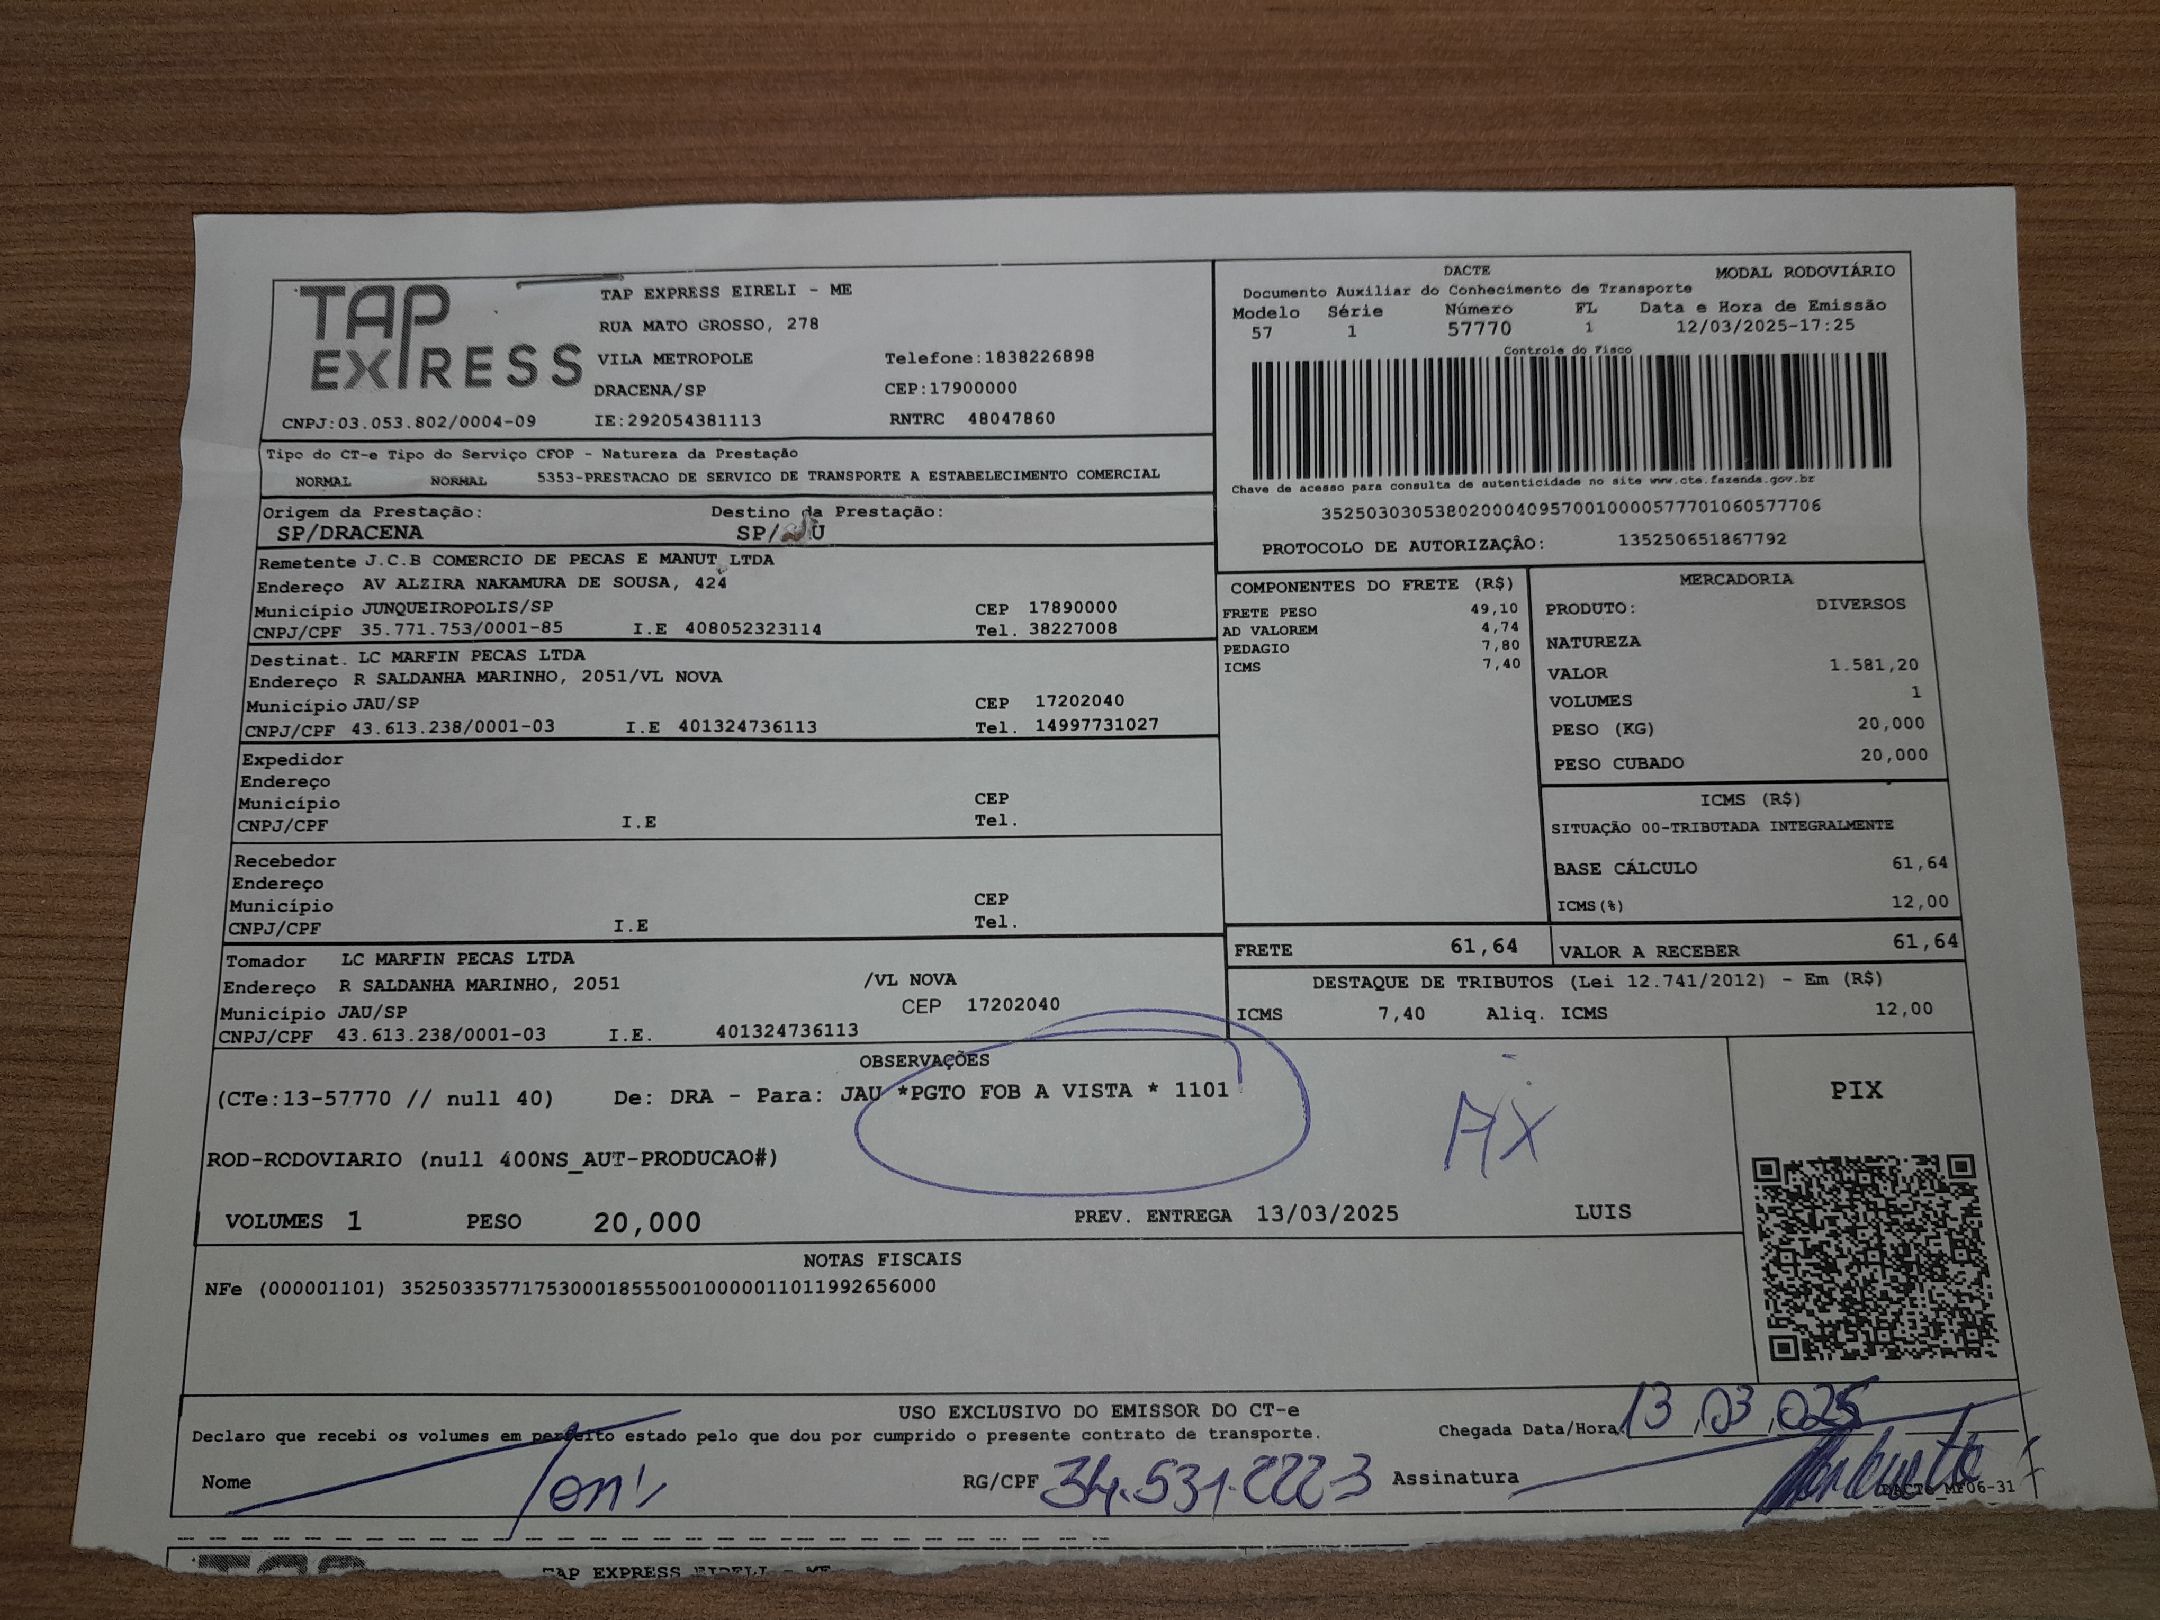 TAP EXPRESS
TAP EXPRESS EIRELI - ME
RUA MATO GROSSO, 278
VILA METROPOLE Telefone:1838226898
DRACENA/SP CEP:17900000
CNPJ:03.053.802/0004-09 IE:292054381113 RNTRC 48047860
DACTE MODAL RODOVIÁRIO
Documento Auxiliar do Conhecimento de Transporte
Modelo Série Número FL Data e Hora de Emissão
57 1 57770 1 12/03/2025-17:25
Controle do Fisco
Chave de acesso para consulta de autenticidade no site www.cte.fazenda.gov.br
35250303053802000409570010000577701060577706
PROTOCOLO DE AUTORIZAÇÃO: 135250651867792
Tipo do CT-e Tipo do Serviço CFOP - Natureza da Prestação
NORMAL NORMAL 5353-PRESTACAO DE SERVICO DE TRANSPORTE A ESTABELECIMENTO COMERCIAL
Origem da Prestação: Destino da Prestação:
SP/DRACENA SP/ U
Remetente J.C.B COMERCIO DE PECAS E MANUT LTDA
Endereço AV ALZIRA NAKAMURA DE SOUSA, 424
Município JUNQUEIROPOLIS/SP CEP 17890000
CNPJ/CPF 35.771.753/0001-85 I.E 408052323114 Tel. 38227008
Destinat. LC MARFIN PECAS LTDA
Endereço R SALDANHA MARINHO, 2051/VL NOVA
Município JAU/SP CEP 17202040
CNPJ/CPF 43.613.238/0001-03 I.E 401324736113 Tel. 14997731027
Expedidor
Endereço
Município CEP
CNPJ/CPF I.E Tel.
Recebedor
Endereço
Município CEP
CNPJ/CPF I.E Tel.
Tomador LC MARFIN PECAS LTDA
Endereço R SALDANHA MARINHO, 2051 /VL NOVA
Município JAU/SP CEP 17202040
CNPJ/CPF 43.613.238/0001-03 I.E. 401324736113
COMPONENTES DO FRETE (R$)
FRETE PESO 49,10
AD VALOREM 4,74
PEDAGIO 7,80
ICMS 7,40
MERCADORIA
PRODUTO: DIVERSOS
NATUREZA
VALOR 1.581,20
VOLUMES 1
PESO (KG) 20,000
PESO CUBADO 20,000
ICMS (R$)
SITUAÇÃO 00-TRIBUTADA INTEGRALMENTE
BASE CÁLCULO 61,64
ICMS(%) 12,00
FRETE 61,64 VALOR A RECEBER 61,64
DESTAQUE DE TRIBUTOS (Lei 12.741/2012) - Em (R$)
ICMS 7,40 Aliq. ICMS 12,00
OBSERVAÇÕES
(CTe:13-57770 // null 40) De: DRA - Para: JAU *PGTO FOB A VISTA * 1101
PIX
ROD-RODOVIARIO (null 400NS_AUT-PRODUCAO#)
VOLUMES 1 PESO 20,000 PREV. ENTREGA 13/03/2025 LUIS
PIX
NOTAS FISCAIS
NFe (000001101) 35250335771753000185550010000011011992656000
USO EXCLUSIVO DO EMISSOR DO CT-e
Declaro que recebi os volumes em perfeito estado pelo que dou por cumprido o presente contrato de transporte. Chegada Data/Hora 13,03,025
Nome Toni RG/CPF 34.531.222 3 Assinatura
DACTE_MF06-31
TAP EXPRESS EIRELI - ME